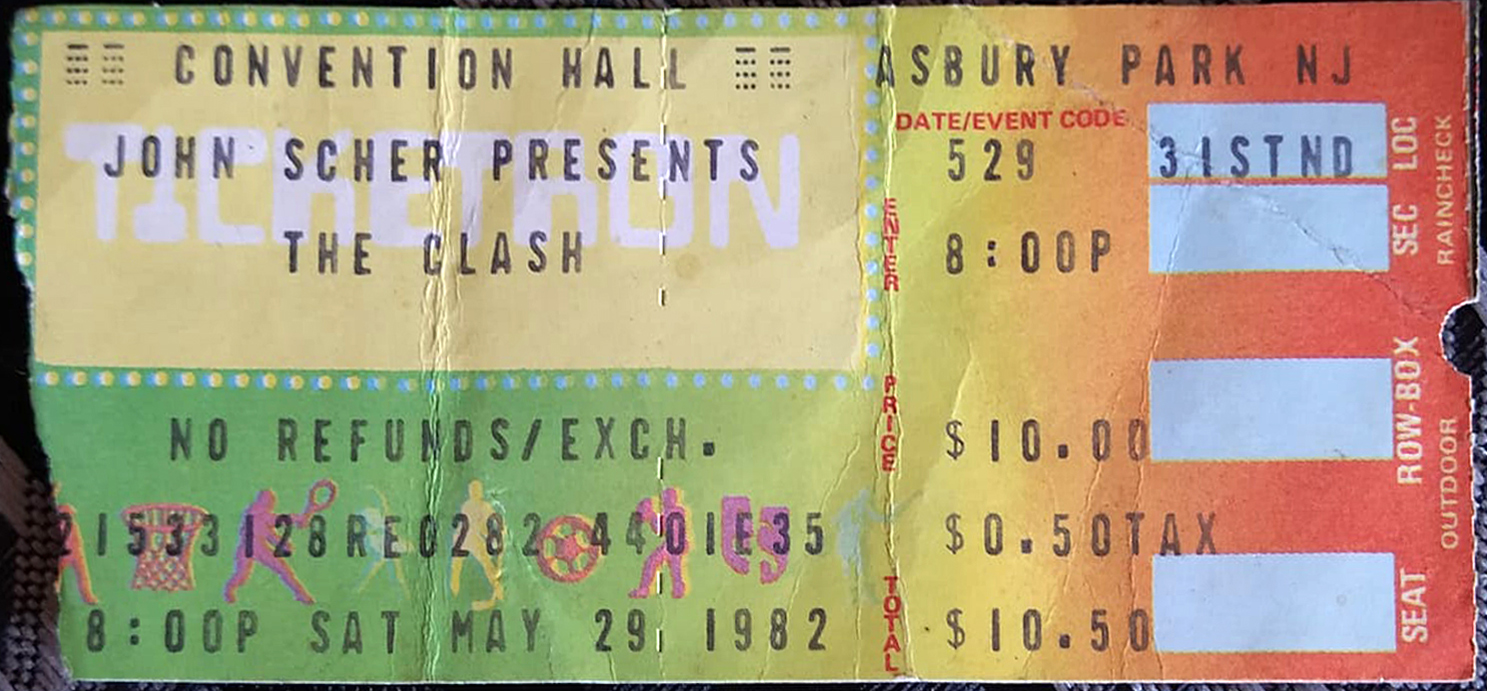 CONVENTION HALL ASBURY PARK NJ
TICKETRON
JOHN SCHER PRESENTS
THE CLASH
NO REFUNDS/EXCH.
21533128REG282 4401E35
8:00P SAT MAY 29, 1982
DATE/EVENT CODE
529 31STND
ENTER
8:00P
PRICE
$10.00
$0.50TAX
TOTAL
$10.50
LOC
SEC
ROW-BOX
SEAT
RAINCHECK
OUTDOOR